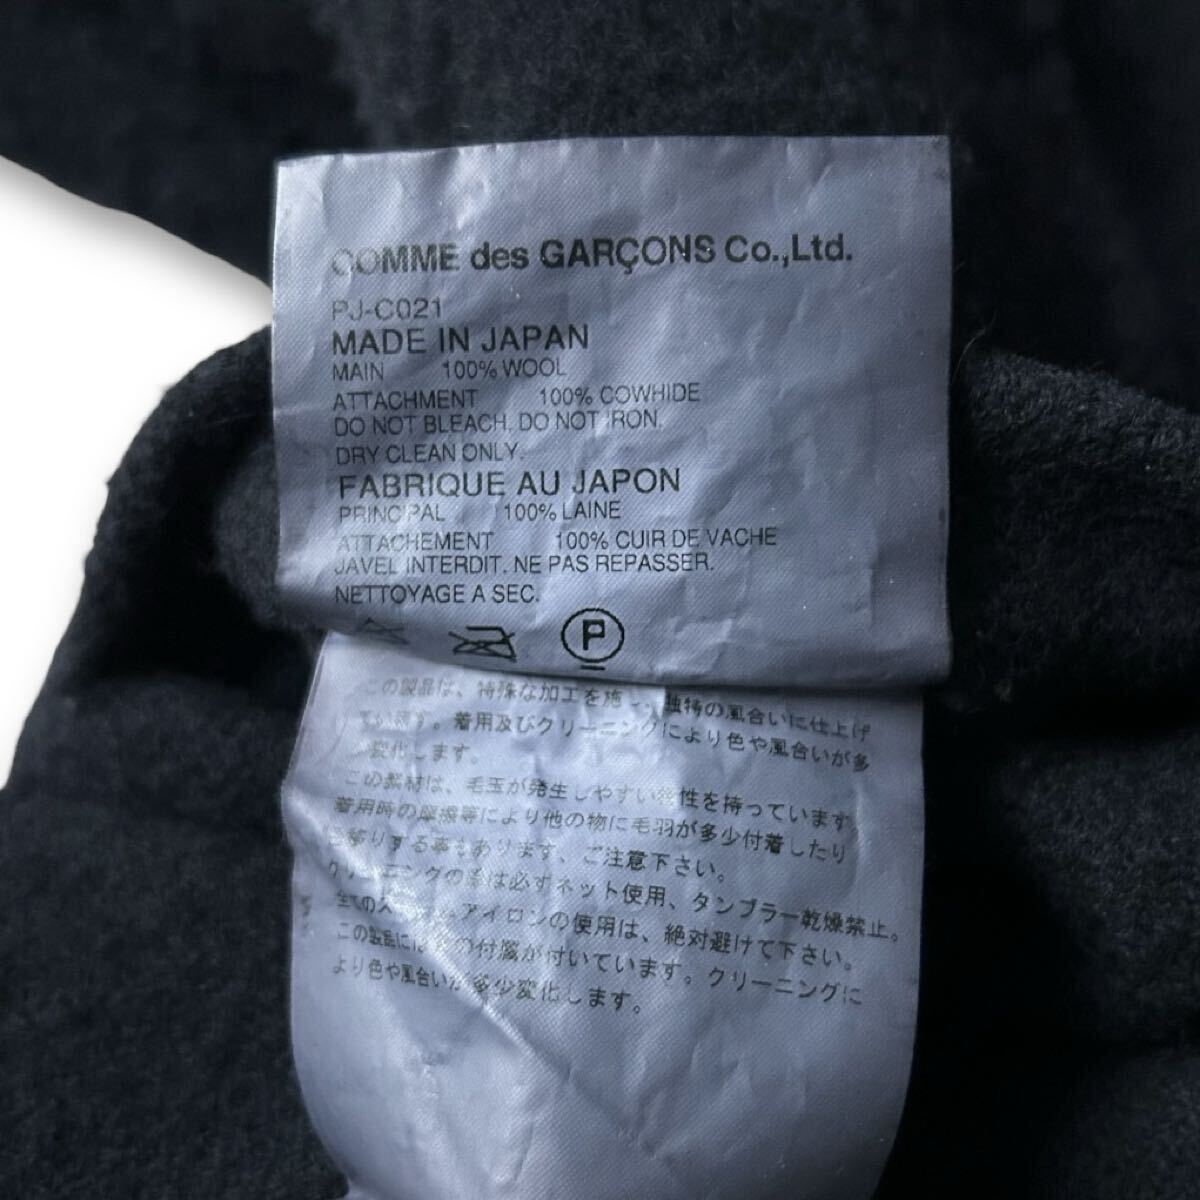 COMME des GARÇONS Co.,Ltd.
PJ-C021
MADE IN JAPAN
MAIN 100% WOOL
ATTACHMENT 100% COWHIDE
DO NOT BLEACH. DO NOT IRON.
DRY CLEAN ONLY.
FABRIQUE AU JAPON
PRINCIPAL 100% LAINE
ATTACHEMENT 100% CUIR DE VACHE
JAVEL INTERDIT. NE PAS REPASSER.
NETTOYAGE A SEC.
P
この製品は、特殊な加工を施し、独特の風合いに仕上げ
ています。着用及びクリーニングにより色や風合いが多
少変化します。
この素材は、毛玉が発生しやすい特性を持っています
着用時の摩擦等により他の物に毛羽が多少付着したり
色移りする事もあります、ご注意下さい。
クリーニングの際は必ずネット使用、タンブラー乾燥禁止。
全ての アイロンの使用は、絶対避けて下さい。
この製品には の付属が付いています。クリーニングに
より色や風合いが多少変化します。